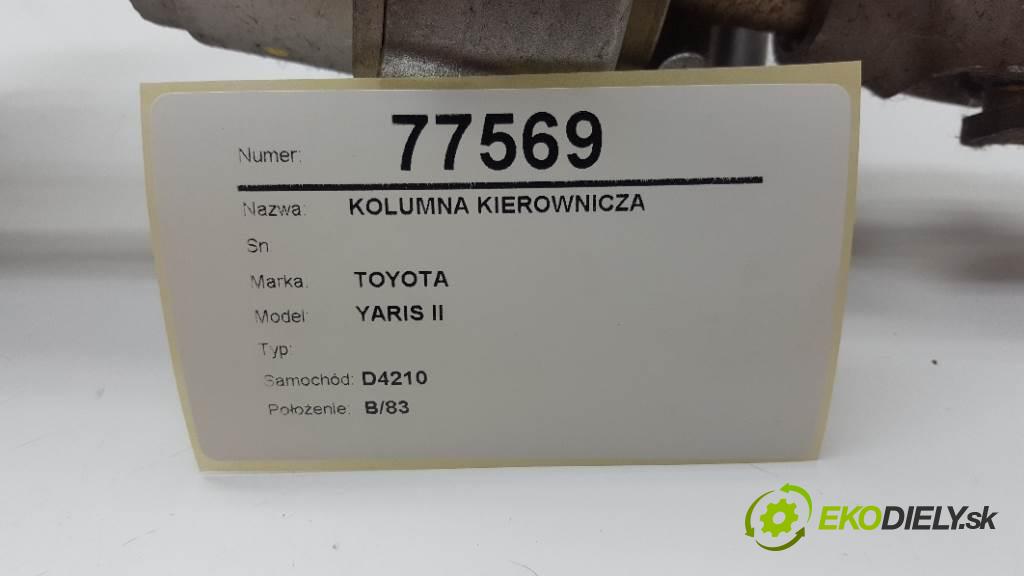 Numer: 77569
Nazwa: KOLUMNA KIEROWNICZA
Sn
Marka: TOYOTA
Model: YARIS II
Typ:
Samochód: D4210
Położenie: B/83
EKODIELY.sk